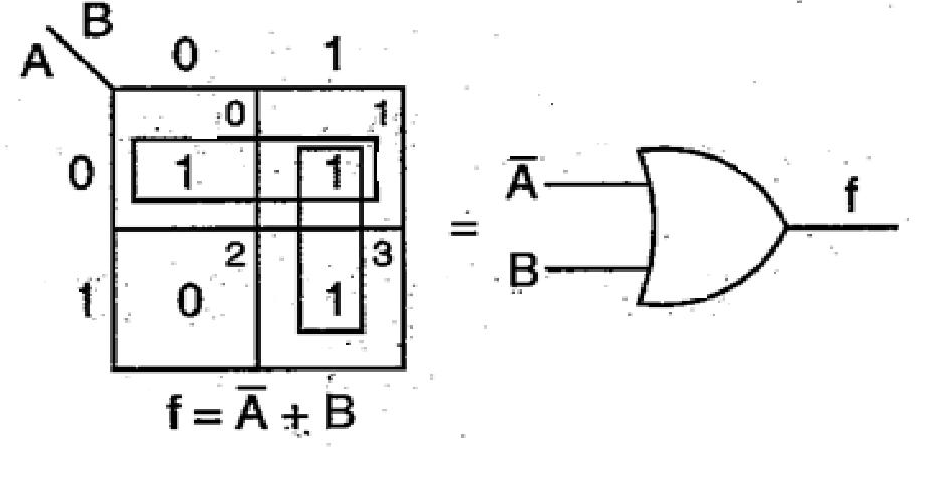 B
A
0 1
0 1
0 1 1
2 3
1 0 1
f = A̅ + B
=
A̅
B
f